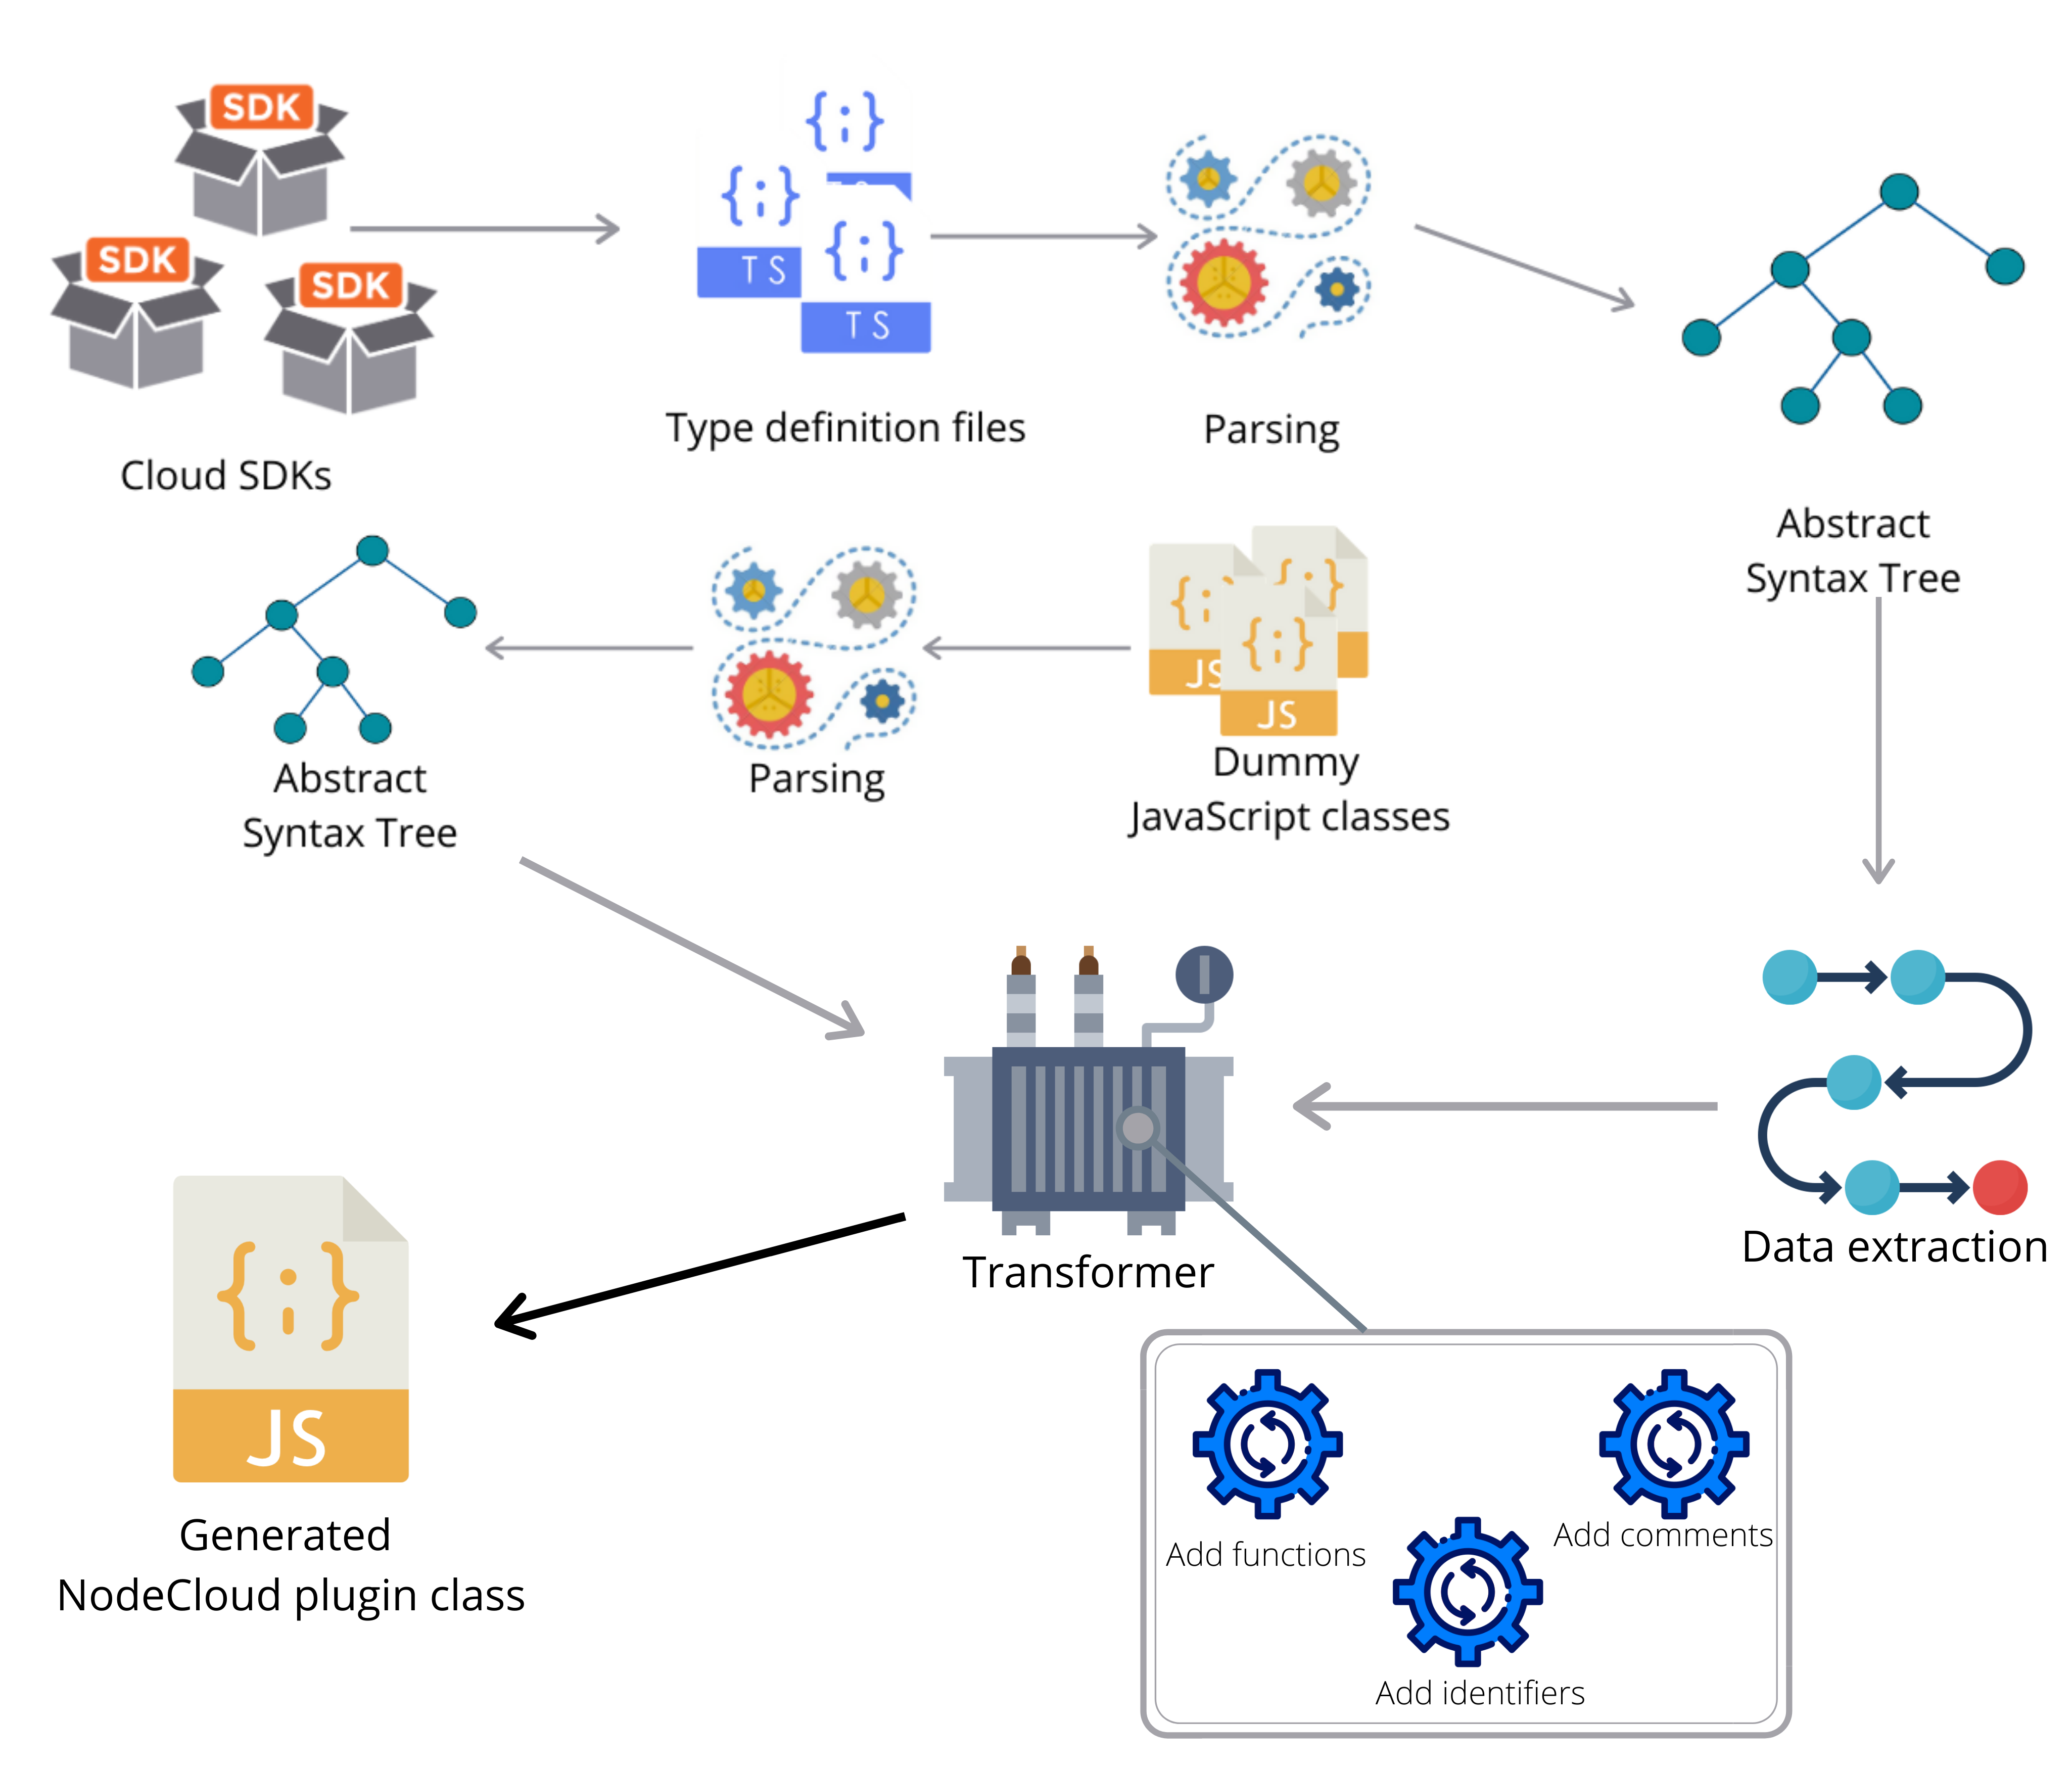 SDK
SDK
SDK
Cloud SDKs
TS
TS
Type definition files
Parsing
Abstract
Syntax Tree
Abstract
Syntax Tree
Parsing
JS
JS
Dummy
JavaScript classes
Transformer
Data extraction
JS
Generated
NodeCloud plugin class
Add functions
Add comments
Add identifiers